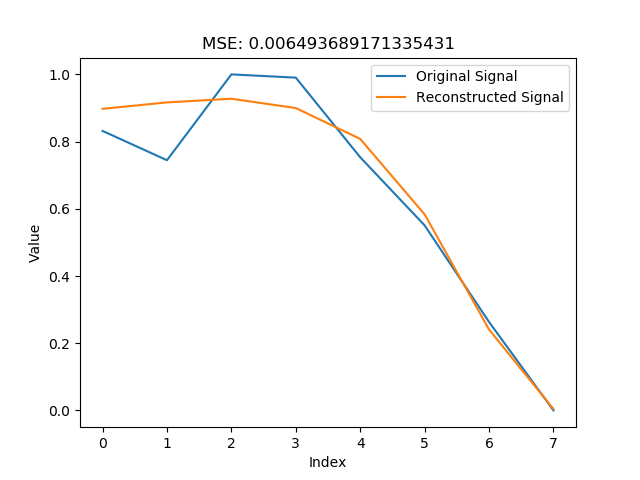 MSE: 0.006493689171335431
Original Signal
Reconstructed Signal
1.0
0.8
0.6
0.4
0.2
0.0
Value
0 1 2 3 4 5 6 7
Index